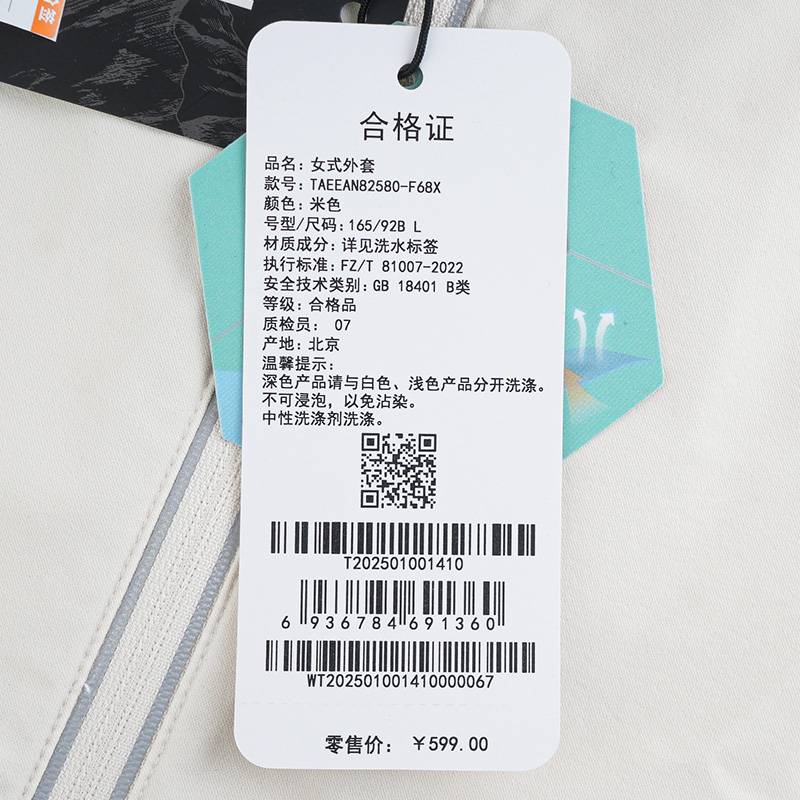 签
合格证
品名: 女式外套
款号: TAEEAN82580-F68X
颜色: 米色
号型/尺码: 165/92B L
材质成分: 详见洗水标签
执行标准: FZ/T 81007-2022
安全技术类别: GB 18401 B类
等级: 合格品
质检员: 07
产地: 北京
温馨提示:
深色产品请与白色、浅色产品分开洗涤。
不可浸泡，以免沾染。
中性洗涤剂洗涤。
T202501001410
6 936784 691360
WT202501001410000067
零售价: ¥599.00